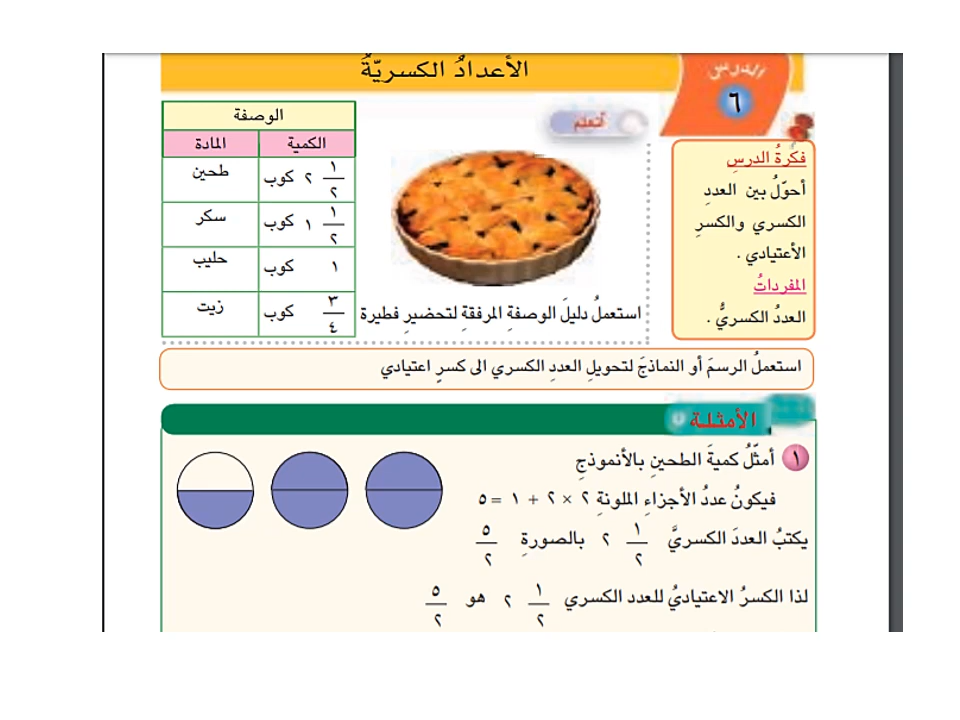 الدرس
٦
الأعدادُ الكسريّةُ
فكرةُ الدرسِ
أحوّلُ بين العددِ
الكسري والكسرِ
الأعتيادي .
المفرداتُ
العددُ الكسريُّ .
أتعلم
استعملُ دليلَ الوصفةِ المرفقةِ لتحضيرِ فطيرة
الوصفة
المادة الكمية
طحين ٢ ١/٢ كوب
سكر ١ ١/٢ كوب
حليب ١ كوب
زيت ٣/٤ كوب
استعملُ الرسمَ أو النماذجَ لتحويلِ العددِ الكسري الى كسرٍ اعتيادي
الأمثلة
١ أمثّلُ كميةَ الطحينِ بالأنموذجِ
فيكونُ عددُ الأجزاءِ الملونةِ ٢ × ٢ + ١ = ٥
يكتبُ العددَ الكسريَّ ٢ ١/٢ بالصورةِ ٥/٢
لذا الكسرُ الاعتياديُ للعدد الكسري ٢ ١/٢ هو ٥/٢